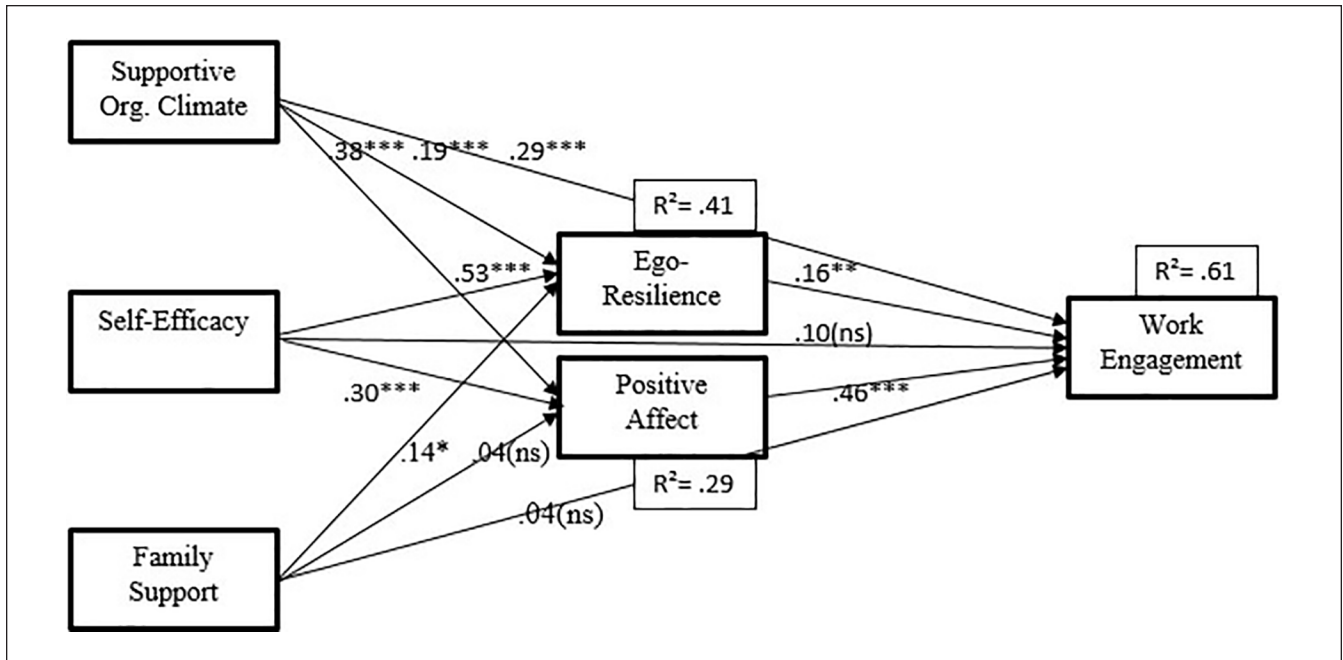 Supportive
Org. Climate
.38*** .19*** .29***
R²= .41
Ego-
Resilience
.53***
.16**
R²= .61
Work
Engagement
Self-Efficacy
.10(ns)
.30***
Positive
Affect
.46***
.14* .04(ns)
R²= .29
.04(ns)
Family
Support